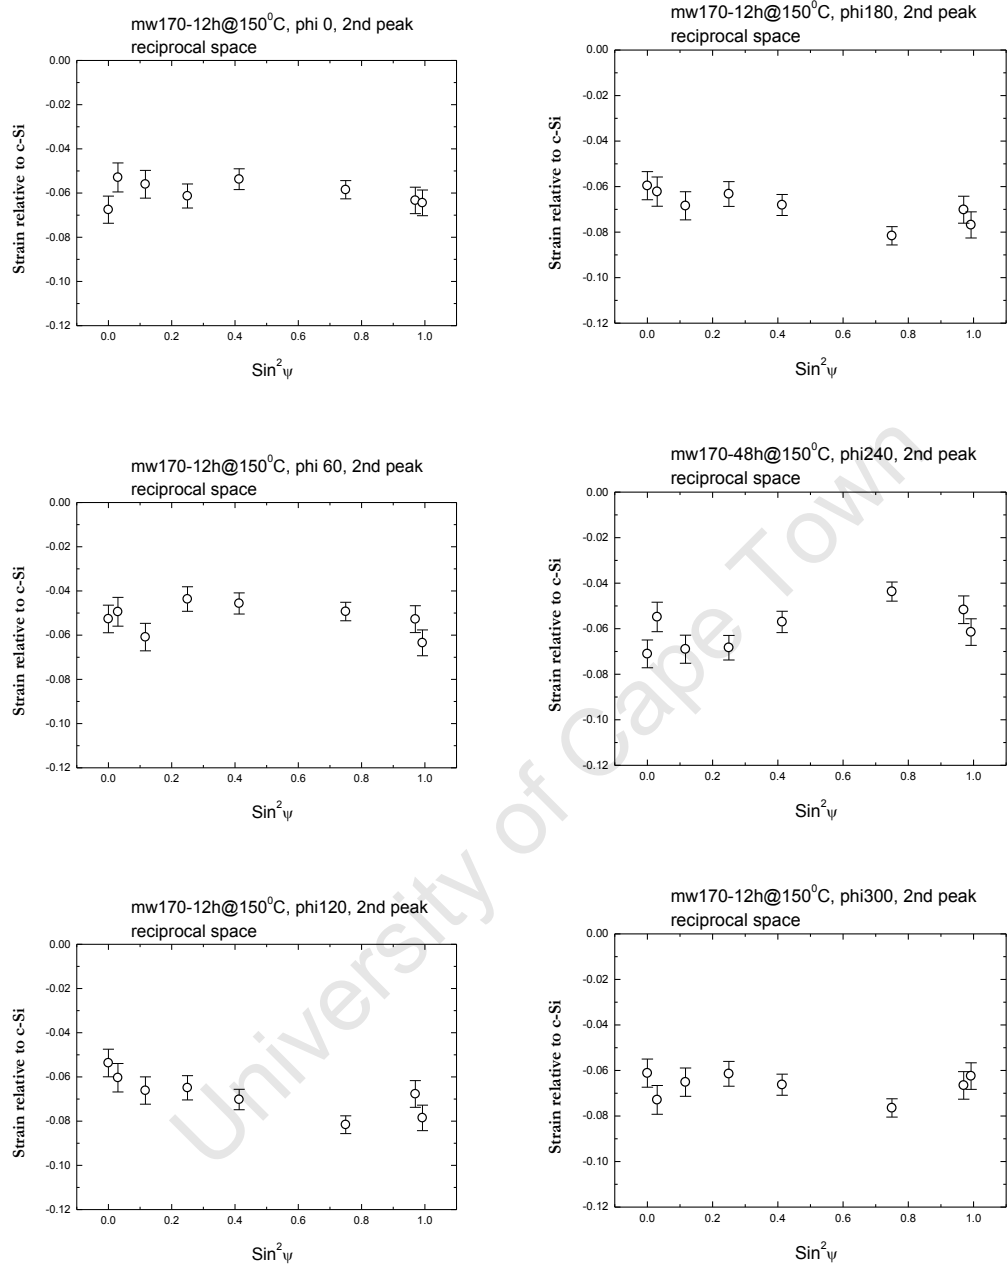 mw170-12h@150⁰C, phi 0, 2nd peak
reciprocal space
0.00
-0.02
-0.04
-0.06
-0.08
-0.10
-0.12
0.0 0.2 0.4 0.6 0.8 1.0
Strain relative to c-Si
Sin²ψ
mw170-12h@150⁰C, phi180, 2nd peak
reciprocal space
0.00
-0.02
-0.04
-0.06
-0.08
-0.10
-0.12
0.0 0.2 0.4 0.6 0.8 1.0
Strain relative to c-Si
Sin²ψ
mw170-12h@150⁰C, phi 60, 2nd peak
reciprocal space
0.00
-0.02
-0.04
-0.06
-0.08
-0.10
-0.12
0.0 0.2 0.4 0.6 0.8 1.0
Strain relative to c-Si
Sin²ψ
mw170-48h@150⁰C, phi240, 2nd peak
reciprocal space
0.00
-0.02
-0.04
-0.06
-0.08
-0.10
-0.12
0.0 0.2 0.4 0.6 0.8 1.0
Strain relative to c-Si
Sin²ψ
mw170-12h@150⁰C, phi120, 2nd peak
reciprocal space
0.00
-0.02
-0.04
-0.06
-0.08
-0.10
-0.12
0.0 0.2 0.4 0.6 0.8 1.0
Strain relative to c-Si
Sin²ψ
mw170-12h@150⁰C, phi300, 2nd peak
reciprocal space
0.00
-0.02
-0.04
-0.06
-0.08
-0.10
-0.12
0.0 0.2 0.4 0.6 0.8 1.0
Strain relative to c-Si
Sin²ψ
University of Cape Town